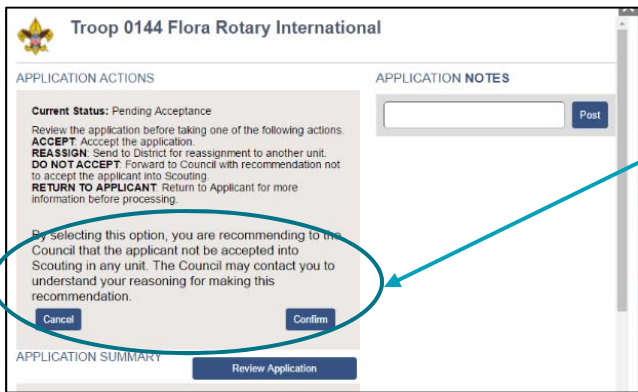 Troop 0144 Flora Rotary International
APPLICATION ACTIONS
Current Status: Pending Acceptance
Review the application before taking one of the following actions.
ACCEPT: Acccept the application.
REASSIGN: Send to District for reassignment to another unit.
DO NOT ACCEPT: Forward to Council with recommendation not
to accept the applicant into Scouting.
RETURN TO APPLICANT: Return to Applicant for more
information before processing.
By selecting this option, you are recommending to the
Council that the applicant not be accepted into
Scouting in any unit. The Council may contact you to
understand your reasoning for making this
recommendation.
Cancel
Confirm
APPLICATION SUMMARY
Review Application
APPLICATION NOTES
Post